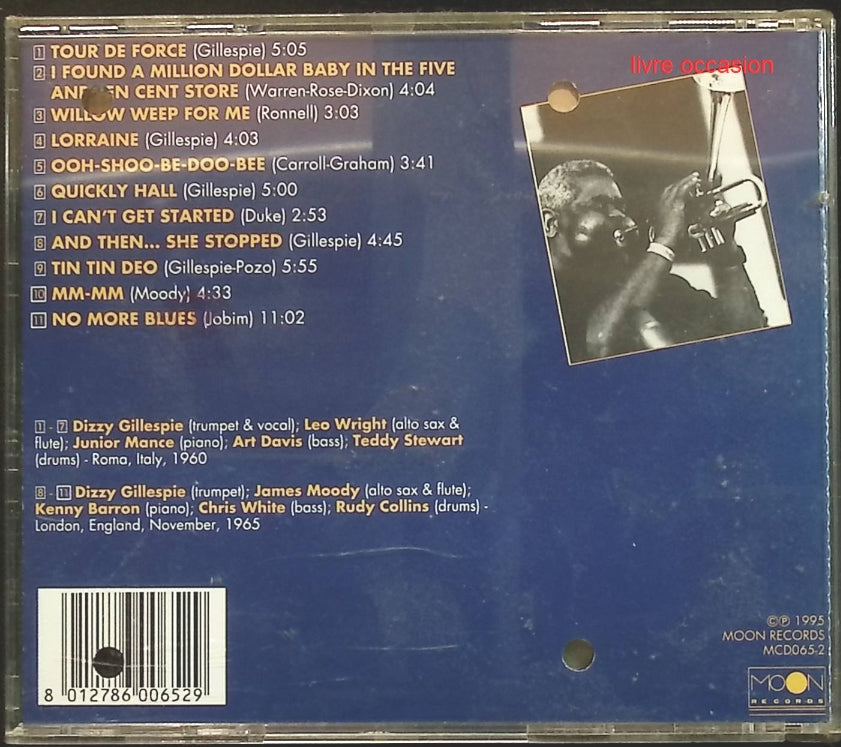 livre occasion
1 TOUR DE FORCE (Gillespie) 5:05
2 I FOUND A MILLION DOLLAR BABY IN THE FIVE
AND TEN CENT STORE (Warren-Rose-Dixon) 4:04
3 WILLOW WEEP FOR ME (Ronnell) 3:03
4 LORRAINE (Gillespie) 4:03
5 OOH-SHOO-BE-DOO-BEE (Carroll-Graham) 3:41
6 QUICKLY HALL (Gillespie) 5:00
7 I CAN'T GET STARTED (Duke) 2:53
8 AND THEN... SHE STOPPED (Gillespie) 4:45
9 TIN TIN DEO (Gillespie-Pozo) 5:55
10 MM-MM (Moody) 4:33
11 NO MORE BLUES (Jobim) 11:02
1 - 7 Dizzy Gillespie (trumpet & vocal); Leo Wright (alto sax &
flute); Junior Mance (piano); Art Davis (bass); Teddy Stewart
(drums) - Roma, Italy, 1960
8 - 11 Dizzy Gillespie (trumpet); James Moody (alto sax & flute);
Kenny Barron (piano); Chris White (bass); Rudy Collins (drums) -
London, England, November, 1965
8 012786 006529
©℗ 1995
MOON RECORDS
MCD065-2
MOON
RECORDS